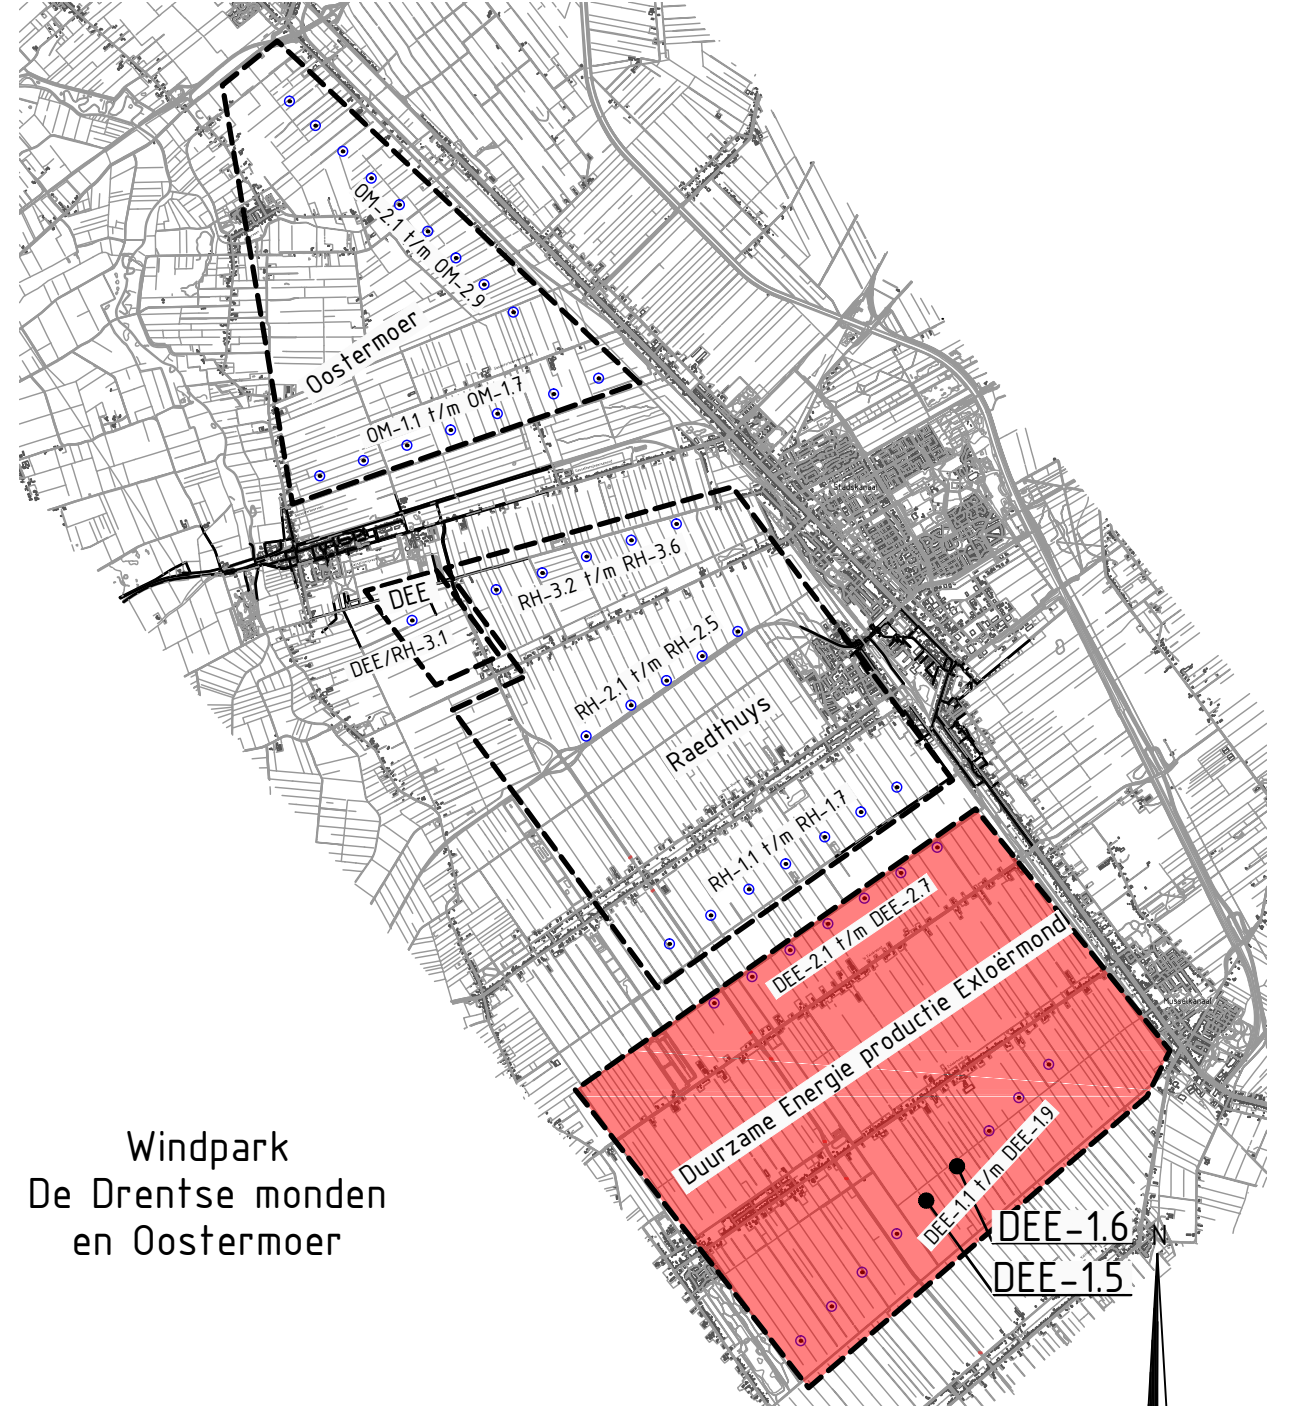 OM-2.1 t/m OM-2.9
Oostermoer
OM-1.1 t/m OM-1.7
Stadskanaal
DEE
RH-3.2 t/m RH-3.6
DEE/RH-3.1
RH-2.1 t/m RH-2.5
Raedthuys
RH-1.1 t/m RH-1.7
DEE-2.1 t/m DEE-2.7
Duurzame Energie productie Exloërmond
Musselkanaal
DEE-1.1 t/m DEE-1.9
Windpark
De Drentse monden
en Oostermoer
DEE-1.6
DEE-1.5
N